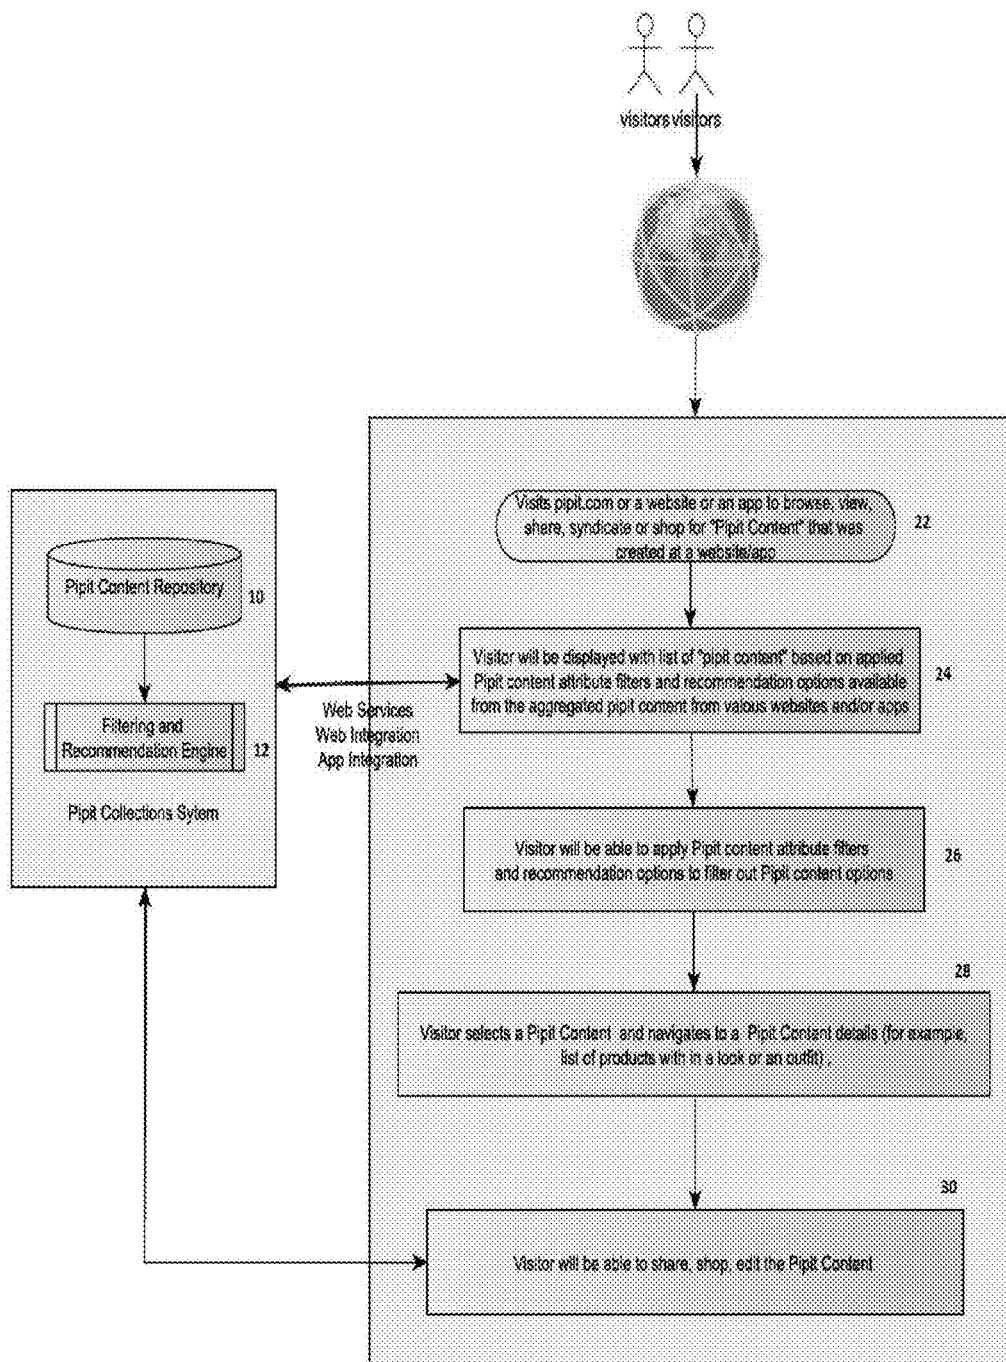 visitors visitors
Visits pipit.com or a website or an app to browse, view,
share, syndicate or shop for "Pipit Content" that was
created at a website/app
22
Pipit Content Repository
10
Filtering and
Recommendation Engine
12
Pipit Collections Sytem
Web Services
Web Integration
App Integration
Visitor will be displayed with list of "pipit content" based on applied
Pipit content attribute filters and recommendation options available
from the aggregated pipit content from valous websites and/or apps
24
Visitor will be able to apply Pipit content attribute filters
and recommendation options to filter out Pipit content options
26
28
Visitor selects a Pipit Content and navigates to a Pipit Content details (for example,
list of products with in a look or an outfit) .
30
Visitor will be able to share, shop, edit the Pipit Content